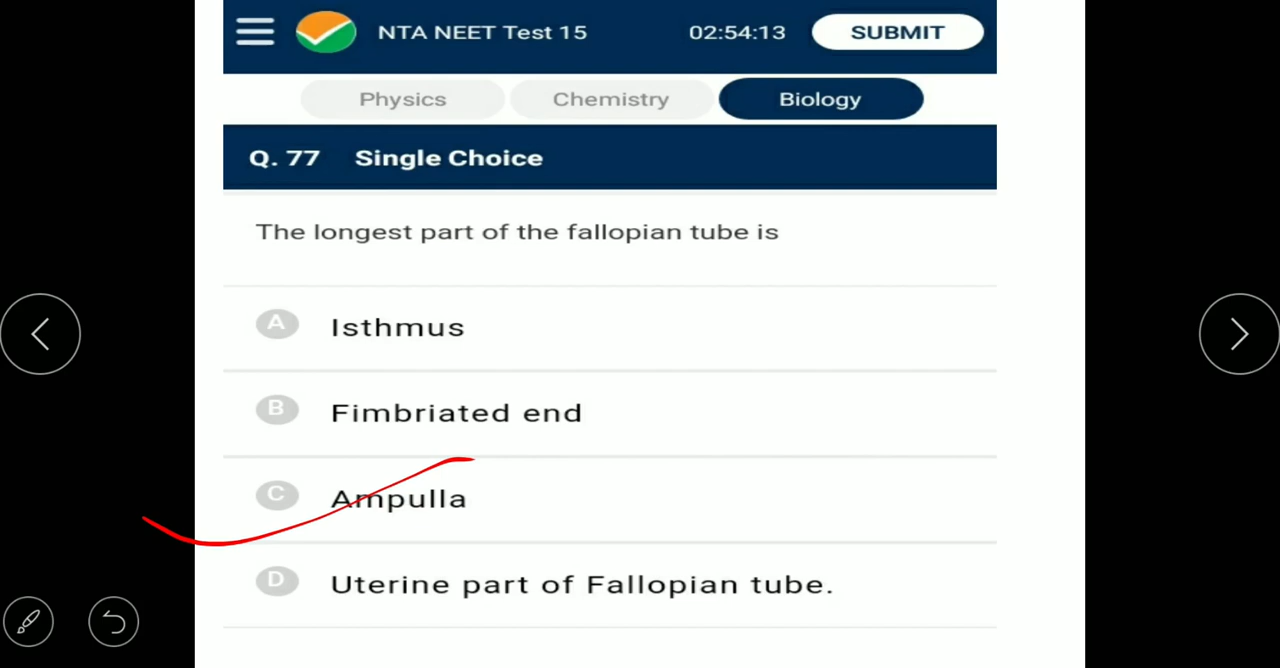 NTA NEET Test 15 02:54:13 SUBMIT
Physics Chemistry Biology
Q. 77 Single Choice
The longest part of the fallopian tube is
A Isthmus
B Fimbriated end
C Ampulla
D Uterine part of Fallopian tube.